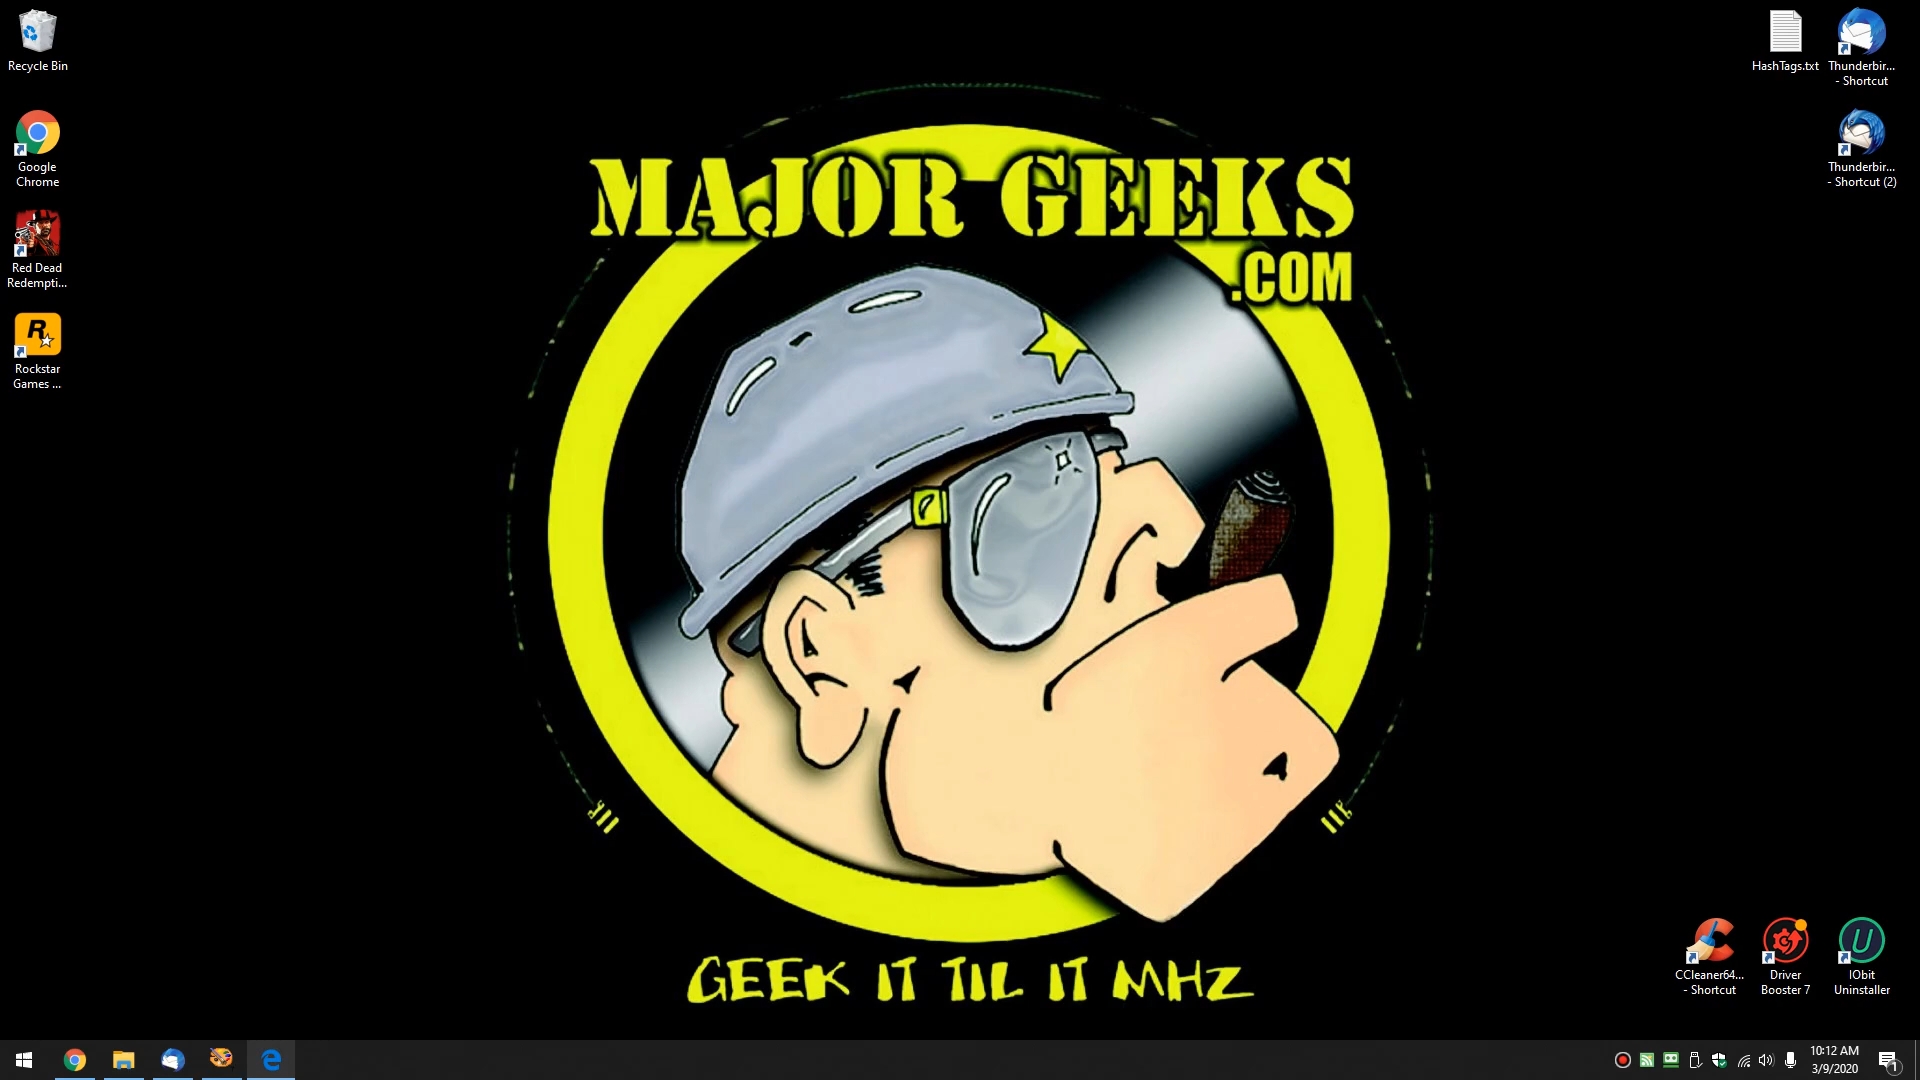 Recycle Bin
Google
Chrome
Red Dead
Redempti...
R
Rockstar
Games ...
HashTags.txt
Thunderbir...
- Shortcut
Thunderbir...
- Shortcut (2)
MAJOR GEEKS
.COM
GEEK IT TIL IT MHZ
CCleaner64...
- Shortcut
Driver
Booster 7
U
IObit
Uninstaller
10:12 AM
3/9/2020
1